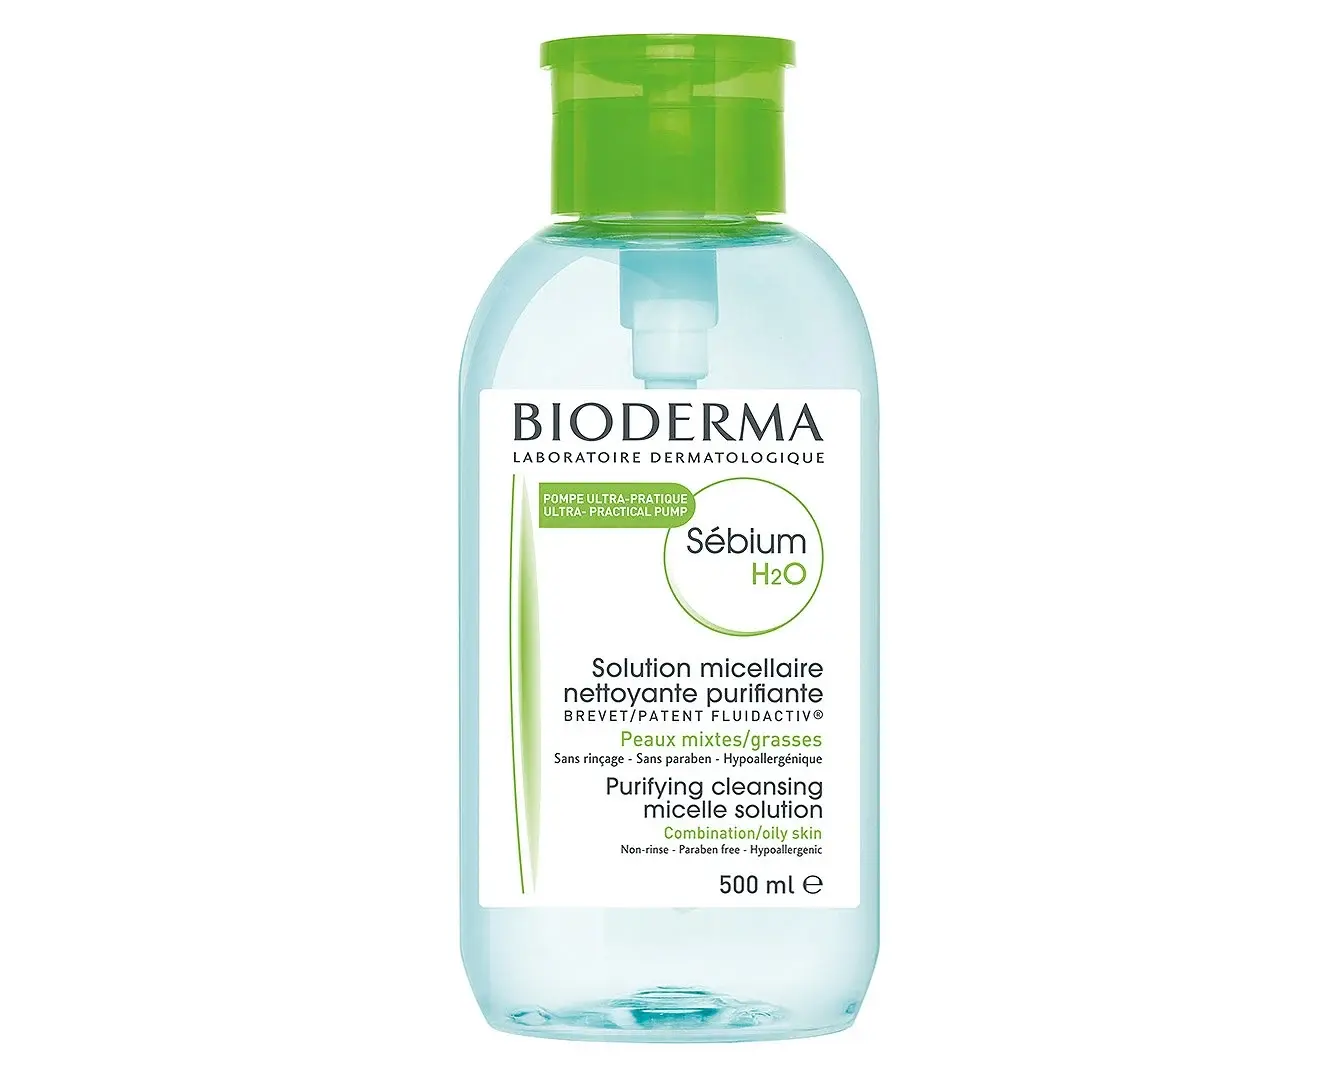 BIODERMA
LABORATOIRE DERMATOLOGIQUE
POMPE ULTRA-PRATIQUE
ULTRA- PRACTICAL PUMP
Sébium
H2O
Solution micellaire
nettoyante purifiante
BREVET/PATENT FLUIDACTIV®
Peaux mixtes/grasses
Sans rinçage - Sans paraben - Hypoallergénique
Purifying cleansing
micelle solution
Combination/oily skin
Non-rinse - Paraben free - Hypoallergenic
500 ml ℮